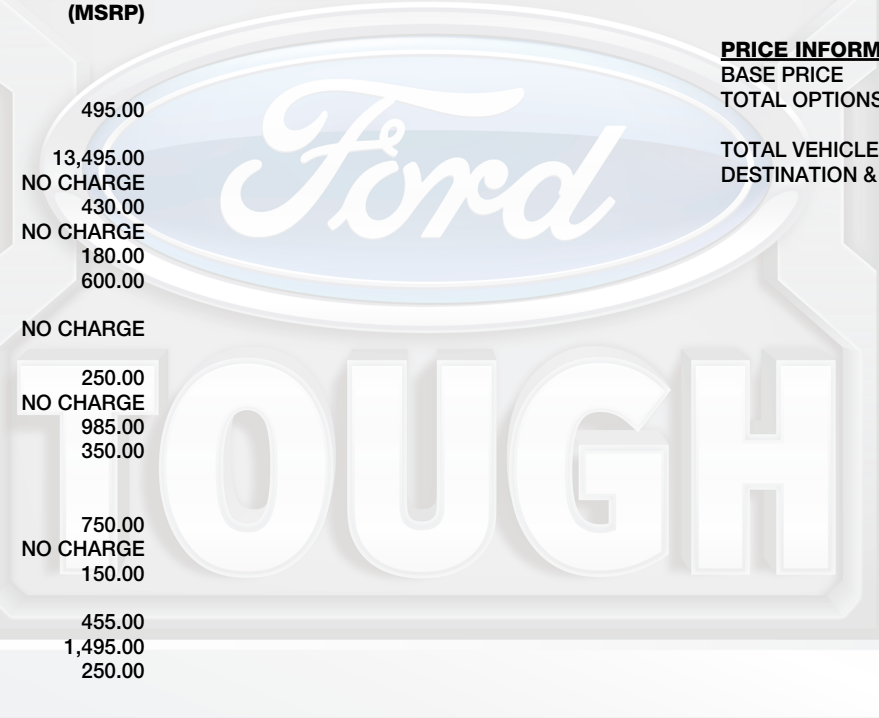 (MSRP)
495.00
13,495.00
NO CHARGE
430.00
NO CHARGE
180.00
600.00
NO CHARGE
250.00
NO CHARGE
985.00
350.00
750.00
NO CHARGE
150.00
455.00
1,495.00
250.00
PRICE INFORM
BASE PRICE
TOTAL OPTIONS
TOTAL VEHICLE
DESTINATION &
Ford
TOUGH